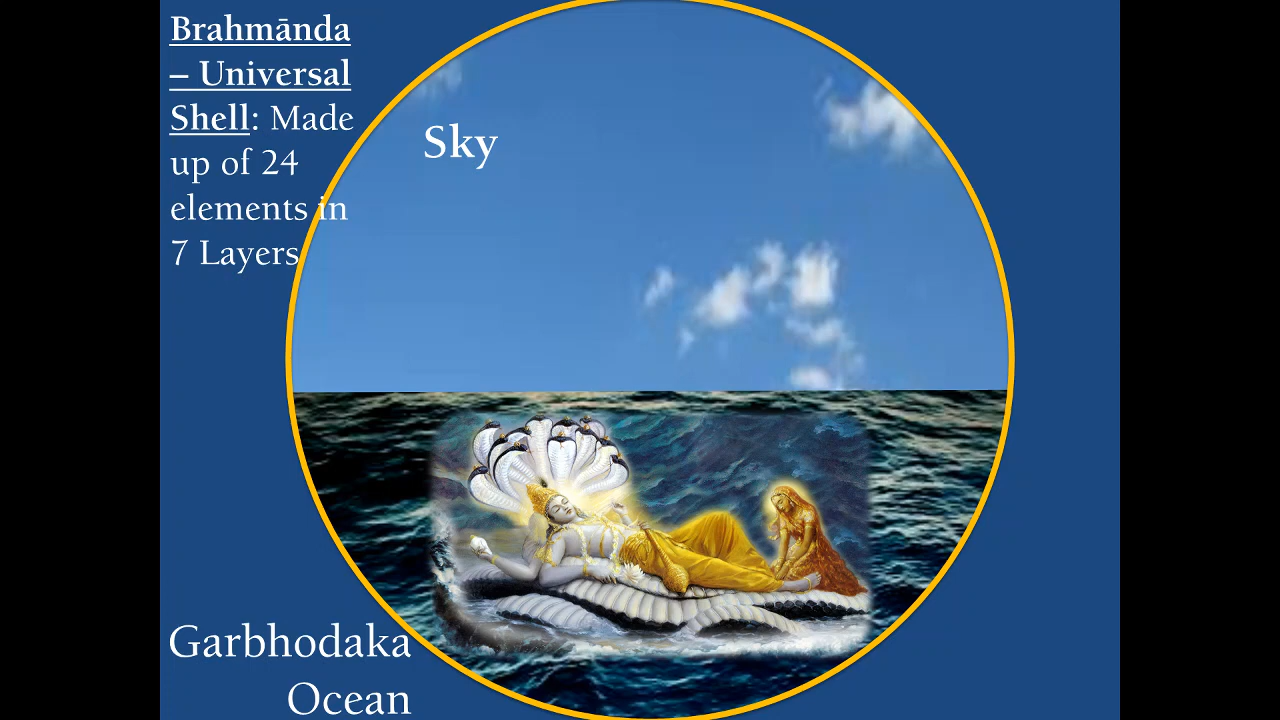 Brahmānda
– Universal
Shell: Made
up of 24
elements in
7 Layers
Sky
Garbhodaka
Ocean